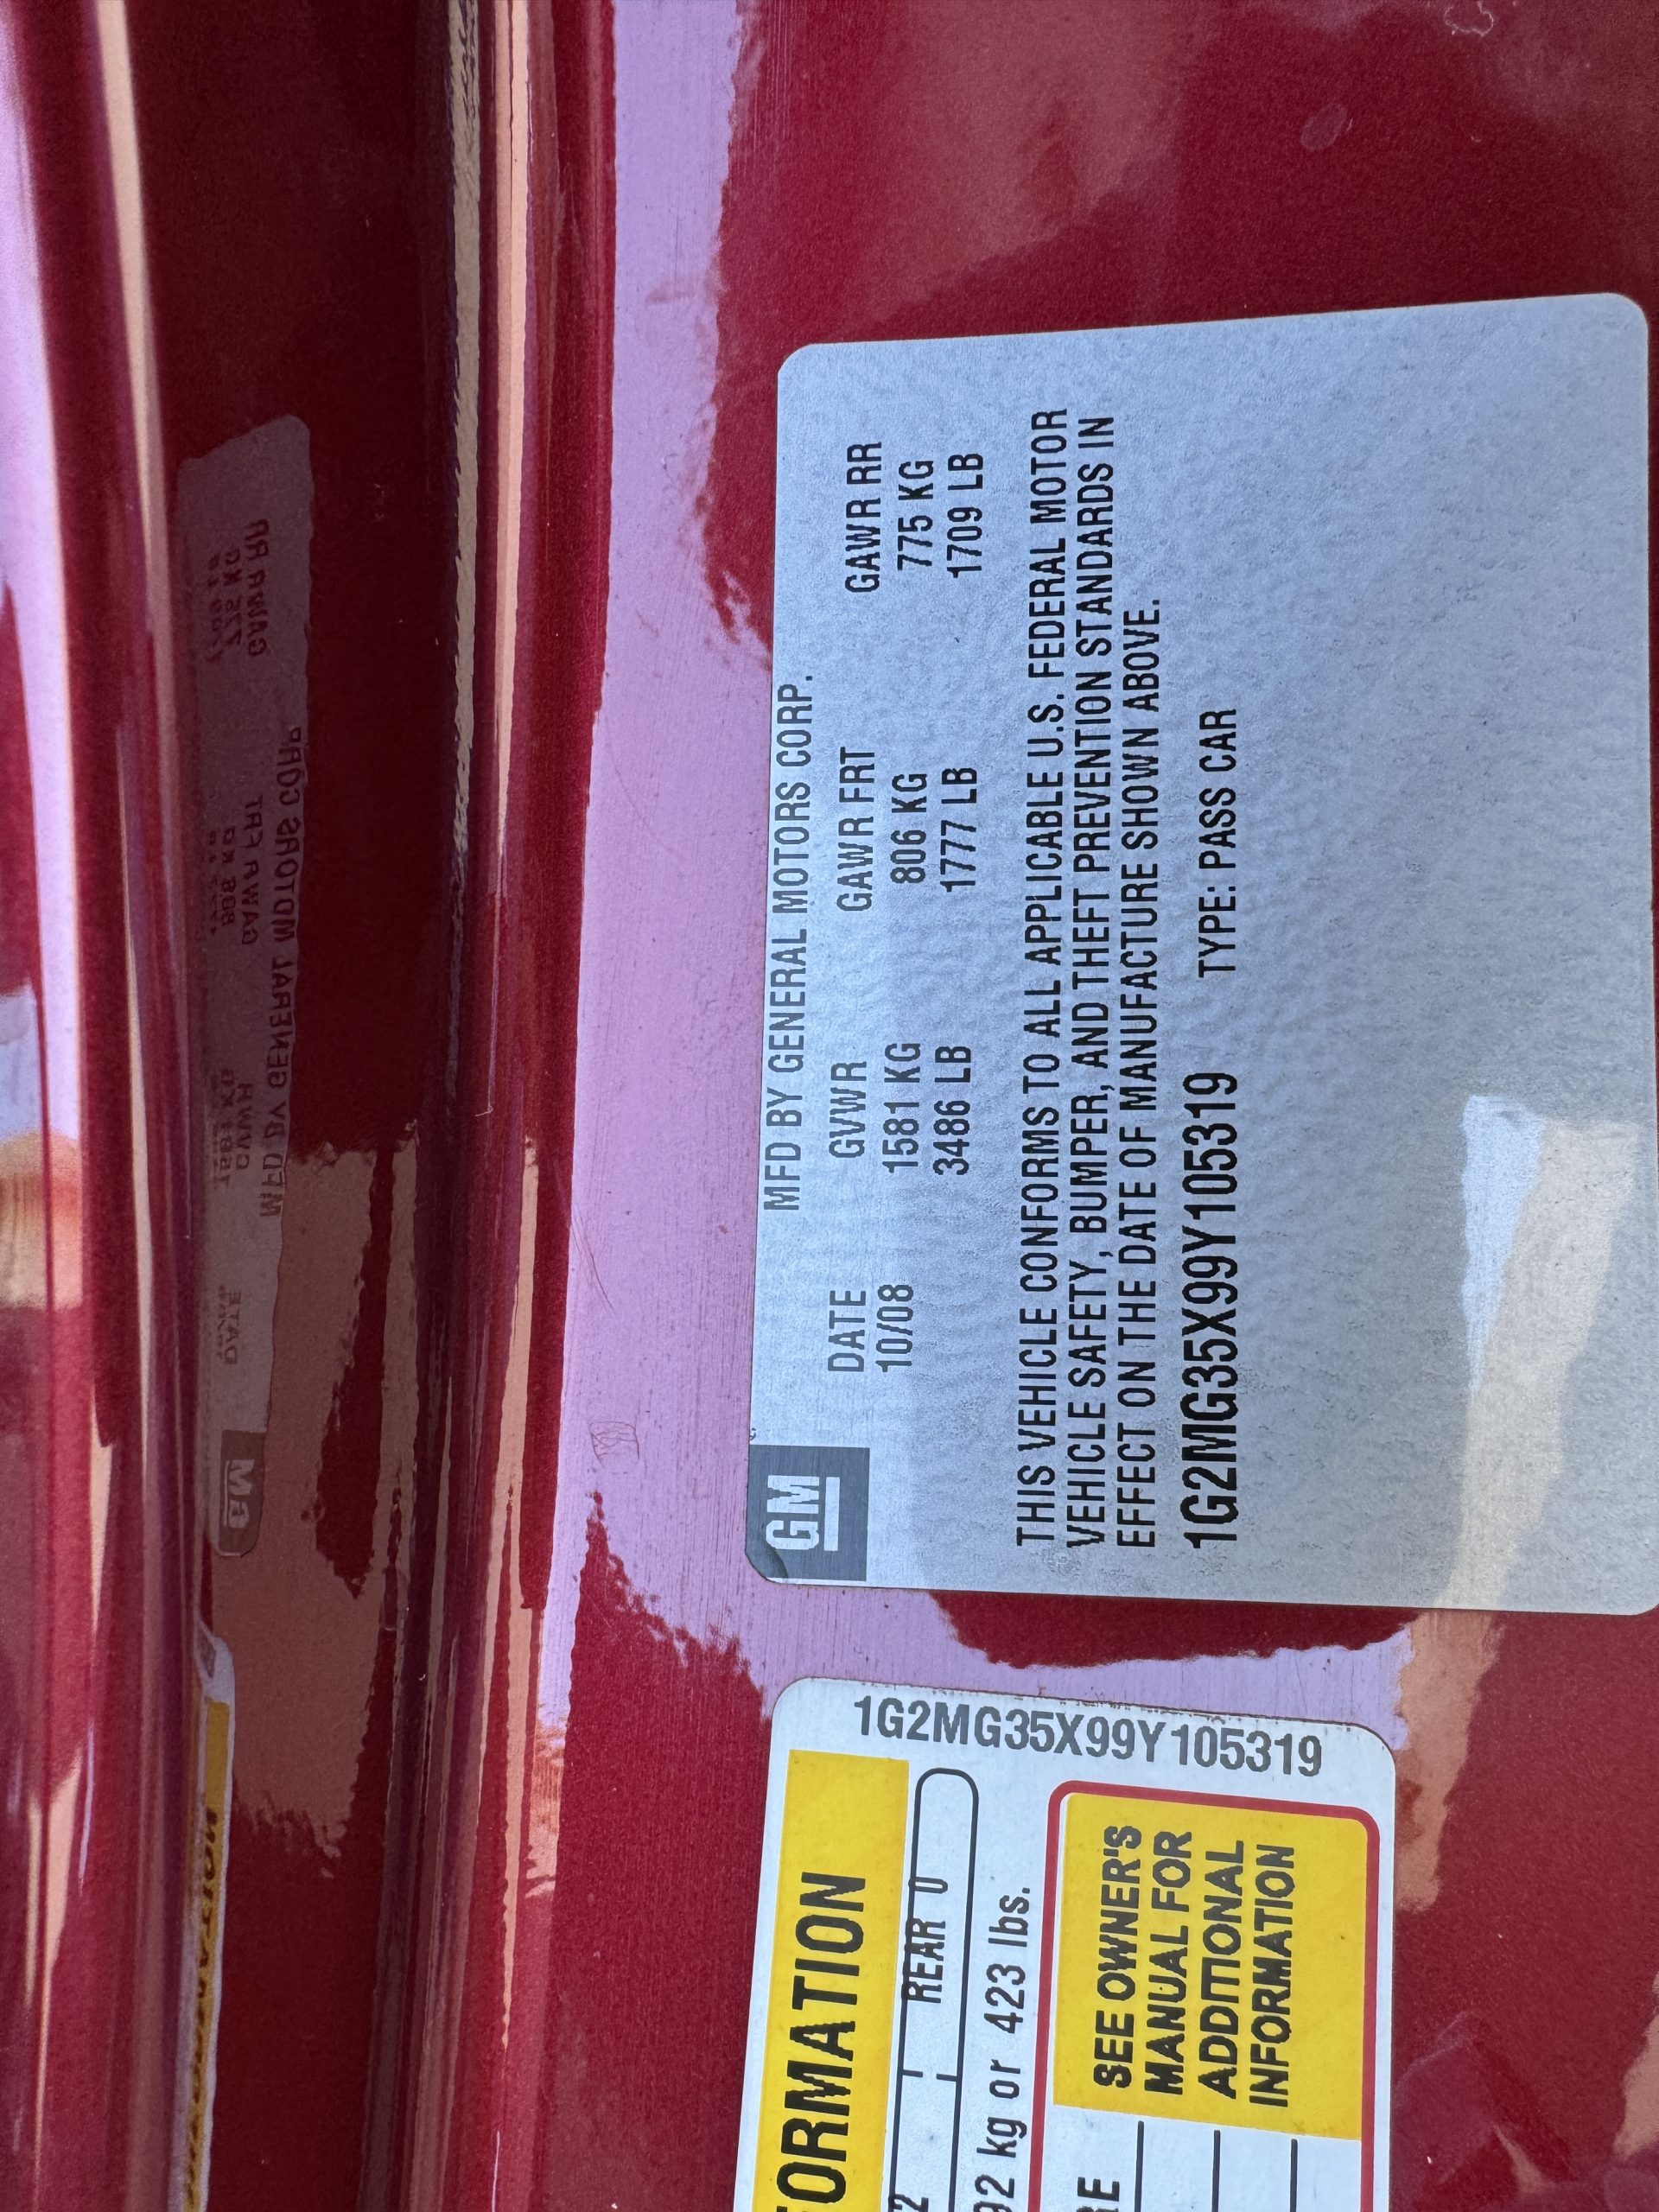 GM
MFD BY GENERAL MOTORS CORP.
DATE GVWR GAWR FRT GAWR RR
10/08 1581 KG 806 KG 775 KG
3486 LB 1777 LB 1709 LB
THIS VEHICLE CONFORMS TO ALL APPLICABLE U.S. FEDERAL MOTOR
VEHICLE SAFETY, BUMPER, AND THEFT PREVENTION STANDARDS IN
EFFECT ON THE DATE OF MANUFACTURE SHOWN ABOVE.
1G2MG35X99Y105319 TYPE: PASS CAR
ORMATION
REAR 0
92 kg or 423 lbs.
SEE OWNER'S
MANUAL FOR
ADDITIONAL
INFORMATION
1G2MG35X99Y105319